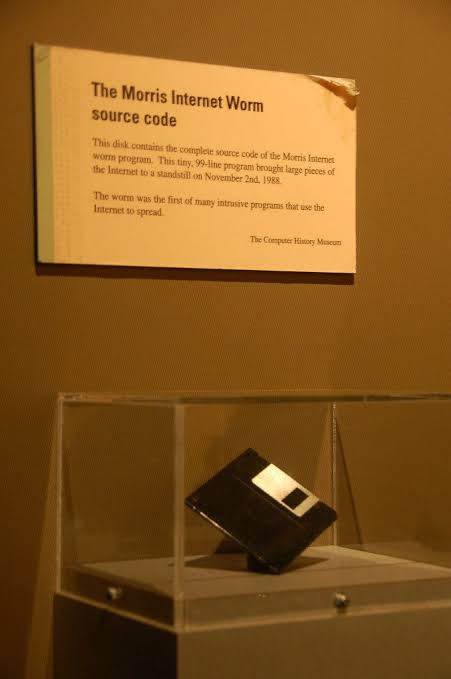 The Morris Internet Worm
source code
This disk contains the complete source code of the Morris Internet
worm program. This tiny, 99-line program brought large pieces of
the Internet to a standstill on November 2nd, 1988.
The worm was the first of many intrusive programs that use the
Internet to spread.
The Computer History Museum